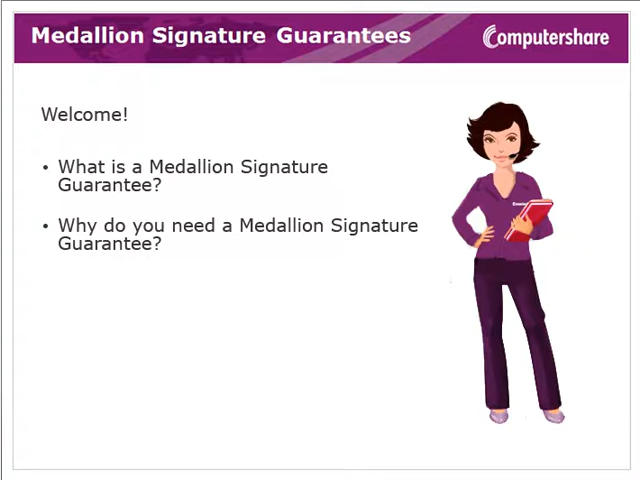 Medallion Signature Guarantees
Computershare
Welcome!
• What is a Medallion Signature
Guarantee?
• Why do you need a Medallion Signature
Guarantee?